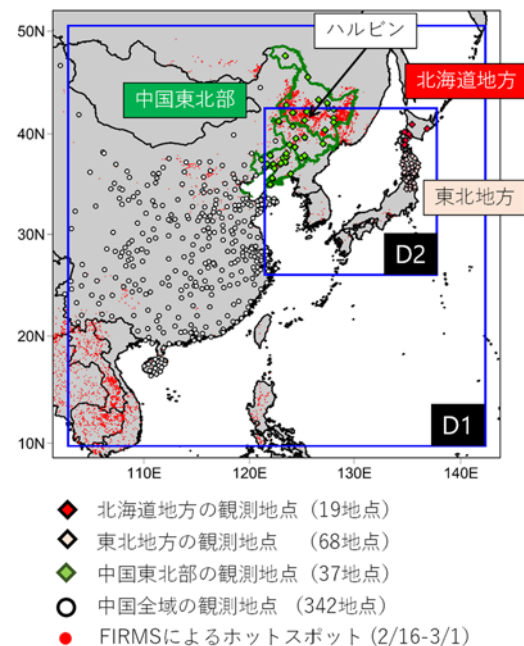 50N
ハルビン
北海道地方
中国東北部
40N
東北地方
30N
D2
20N
D1
10N
110E 120E 130E 140E
北海道地方の観測地点（19地点）
東北地方の観測地点 （68地点）
中国東北部の観測地点（37地点）
中国全域の観測地点 （342地点）
FIRMSによるホットスポット (2/16-3/1)